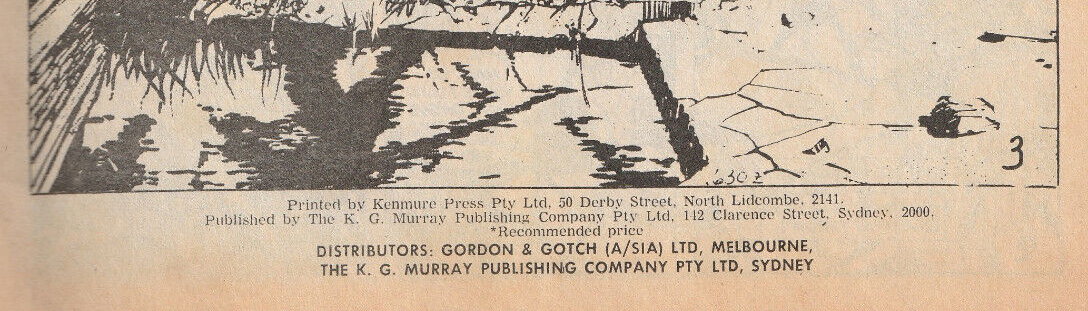 3
.6302
Printed by Kenmure Press Pty Ltd, 50 Derby Street, North Lidcombe, 2141.
Published by The K. G. Murray Publishing Company Pty Ltd, 142 Clarence Street, Sydney, 2000.
*Recommended price
DISTRIBUTORS: GORDON & GOTCH (A/SIA) LTD, MELBOURNE,
THE K. G. MURRAY PUBLISHING COMPANY PTY LTD, SYDNEY